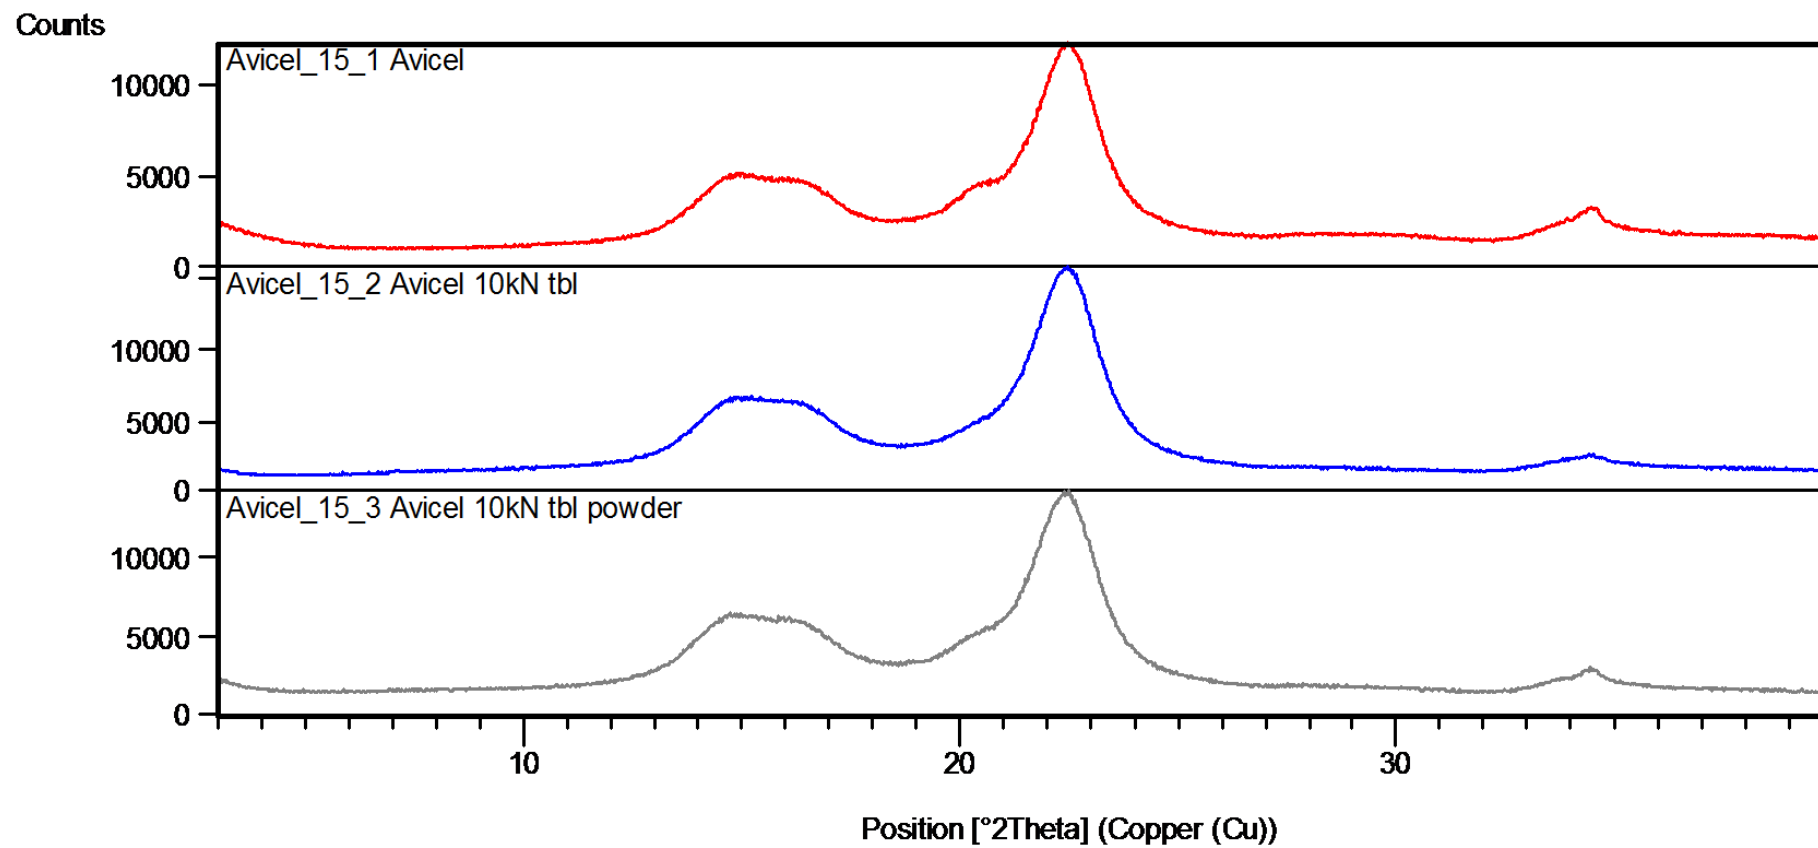 Counts
Avicel_15_1 Avicel
10000
5000
0
Avicel_15_2 Avicel 10kN tbl
10000
5000
0
Avicel_15_3 Avicel 10kN tbl powder
10000
5000
0
10 20 30
Position [°2Theta] (Copper (Cu))